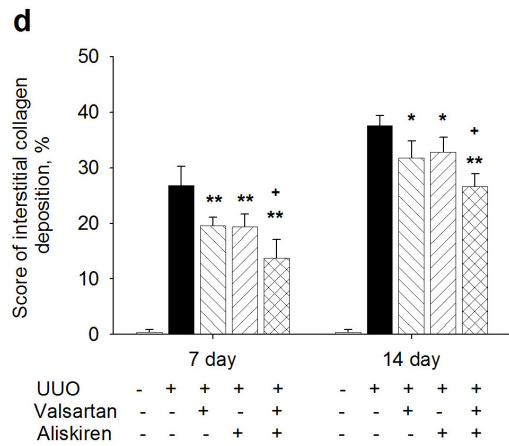 d
Score of interstitial collagen
deposition, %
50
40
30
20
10
0
** ** + **
* * + **
7 day 14 day
UUO - + + + + - + + + +
Valsartan - - + - + - - + - +
Aliskiren - - - + + - - - + +